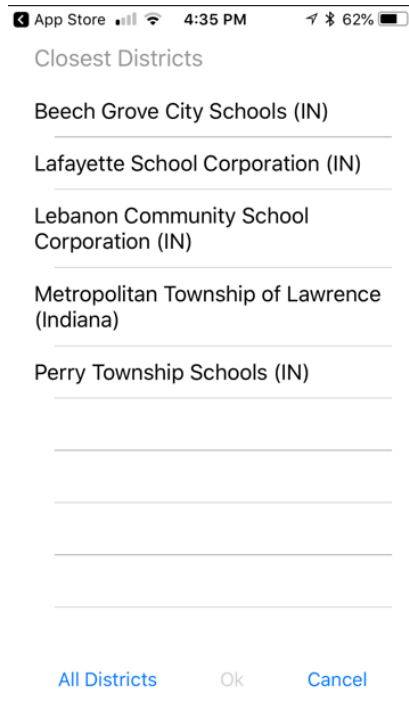 App Store 4:35 PM 62%
Closest Districts
Beech Grove City Schools (IN)
Lafayette School Corporation (IN)
Lebanon Community School
Corporation (IN)
Metropolitan Township of Lawrence
(Indiana)
Perry Township Schools (IN)
All Districts Ok Cancel